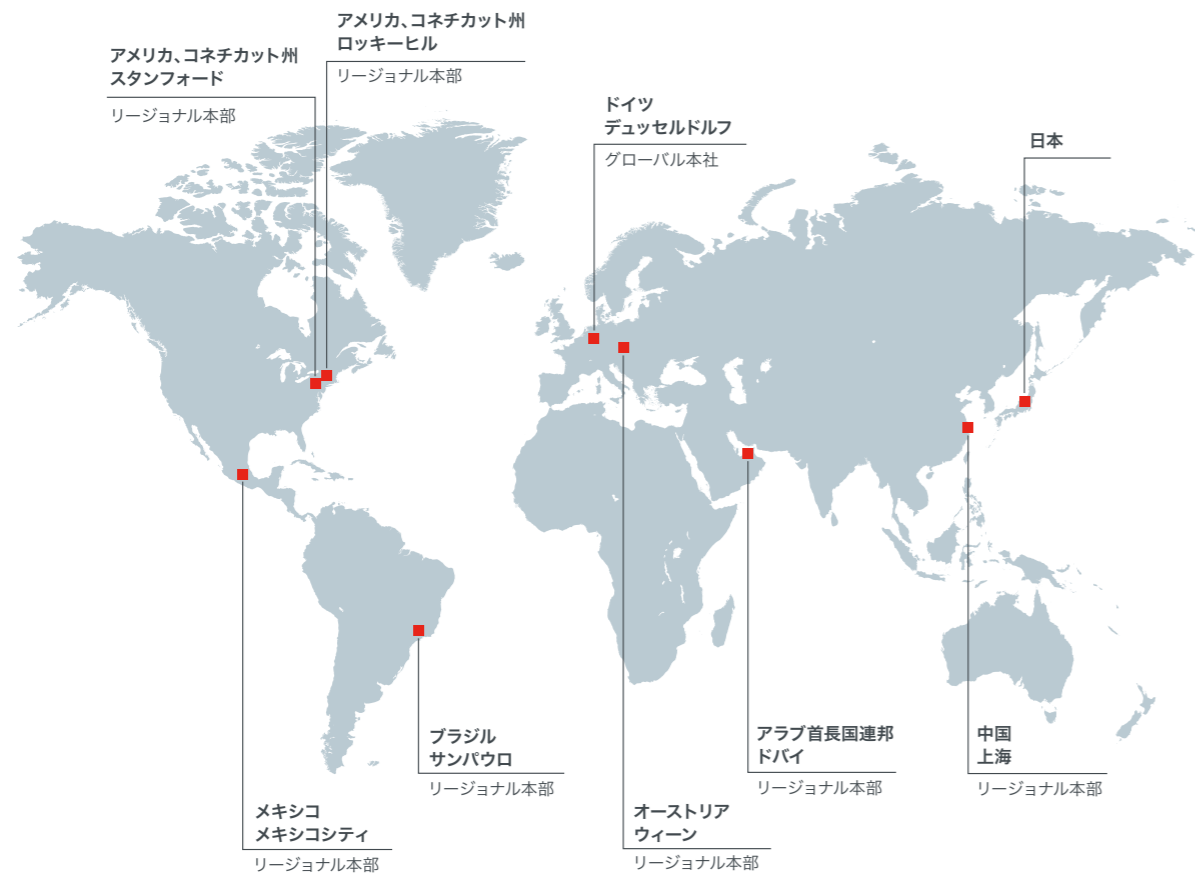 アメリカ、コネチカット州
ロッキーヒル
リージョナル本部
アメリカ、コネチカット州
スタンフォード
リージョナル本部
ドイツ
デュッセルドルフ
グローバル本社
日本
ブラジル
サンパウロ
リージョナル本部
アラブ首長国連邦
ドバイ
リージョナル本部
中国
上海
リージョナル本部
メキシコ
メキシコシティ
リージョナル本部
オーストリア
ウィーン
リージョナル本部